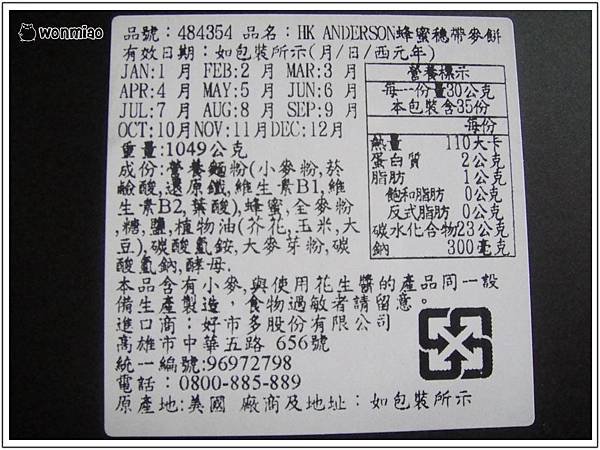 wonmiao
品號：484354 品名：HK ANDERSON蜂蜜穗帶麥餅
有效日期：如包裝所示(月/日/西元年)
JAN:1 月 FEB:2 月 MAR:3 月
APR:4 月 MAY:5 月 JUN:6 月
JUL:7 月 AUG:8 月 SEP:9 月
OCT:10月NOV:11月DEC:12月
重量:1049公克
成份:營養麵粉(小麥粉,菸
鹼酸,還原鐵,維生素B1,維
生素B2,葉酸),蜂蜜,全麥粉
,糖,鹽,植物油(芥花,玉米,大
豆),碳酸氫銨,大麥芽粉,碳
酸氫鈉,酵母.
營養標示
每一份量30公克
本包裝含35份
每份
熱量 110大卡
蛋白質 2公克
脂肪 1公克
飽和脂肪 0公克
反式脂肪 0公克
碳水化合物23公克
鈉 300毫克
本品含有小麥,與使用花生醬的產品同一設
備生產製造，食物過敏者請留意。
進口商：好市多股份有限公司
高雄市中華五路 656號
統一編號:96972798
電話：0800-885-889
原產地:美國 廠商及地址：如包裝所示